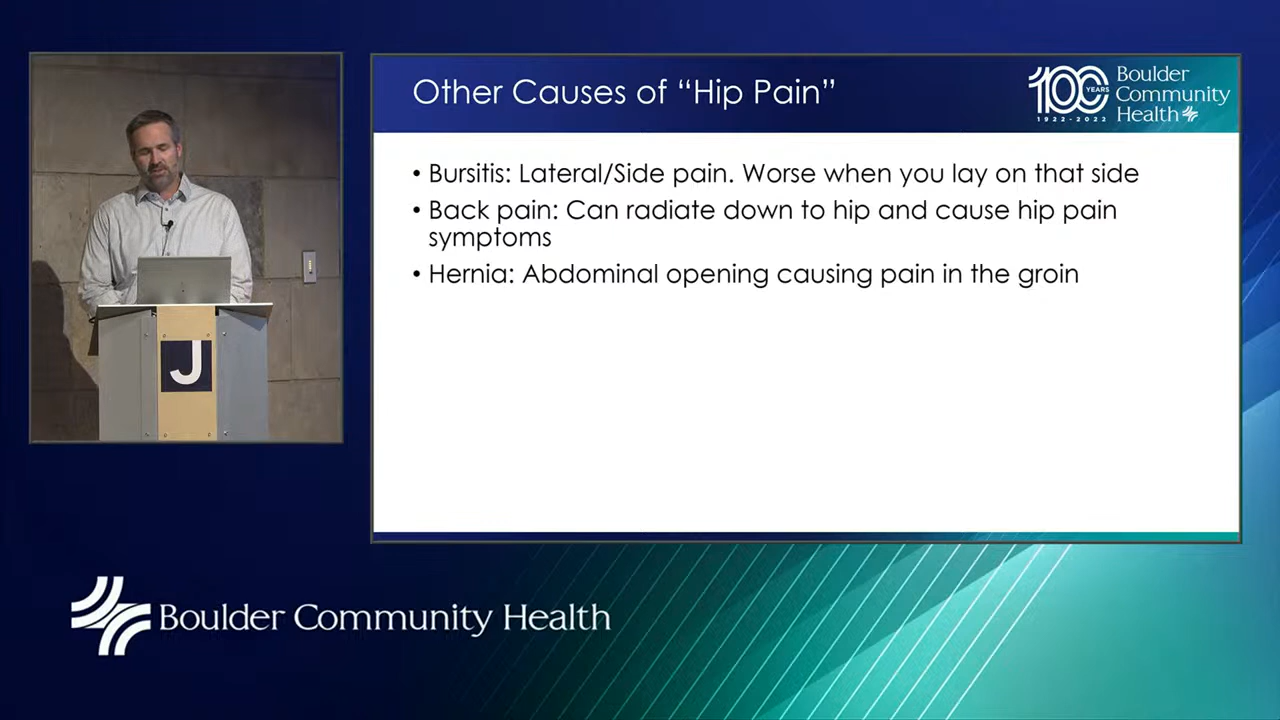 Other Causes of “Hip Pain”
100 YEARS
1922-2022
Boulder
Community
Health
• Bursitis: Lateral/Side pain. Worse when you lay on that side
• Back pain: Can radiate down to hip and cause hip pain
symptoms
• Hernia: Abdominal opening causing pain in the groin
J
Boulder Community Health